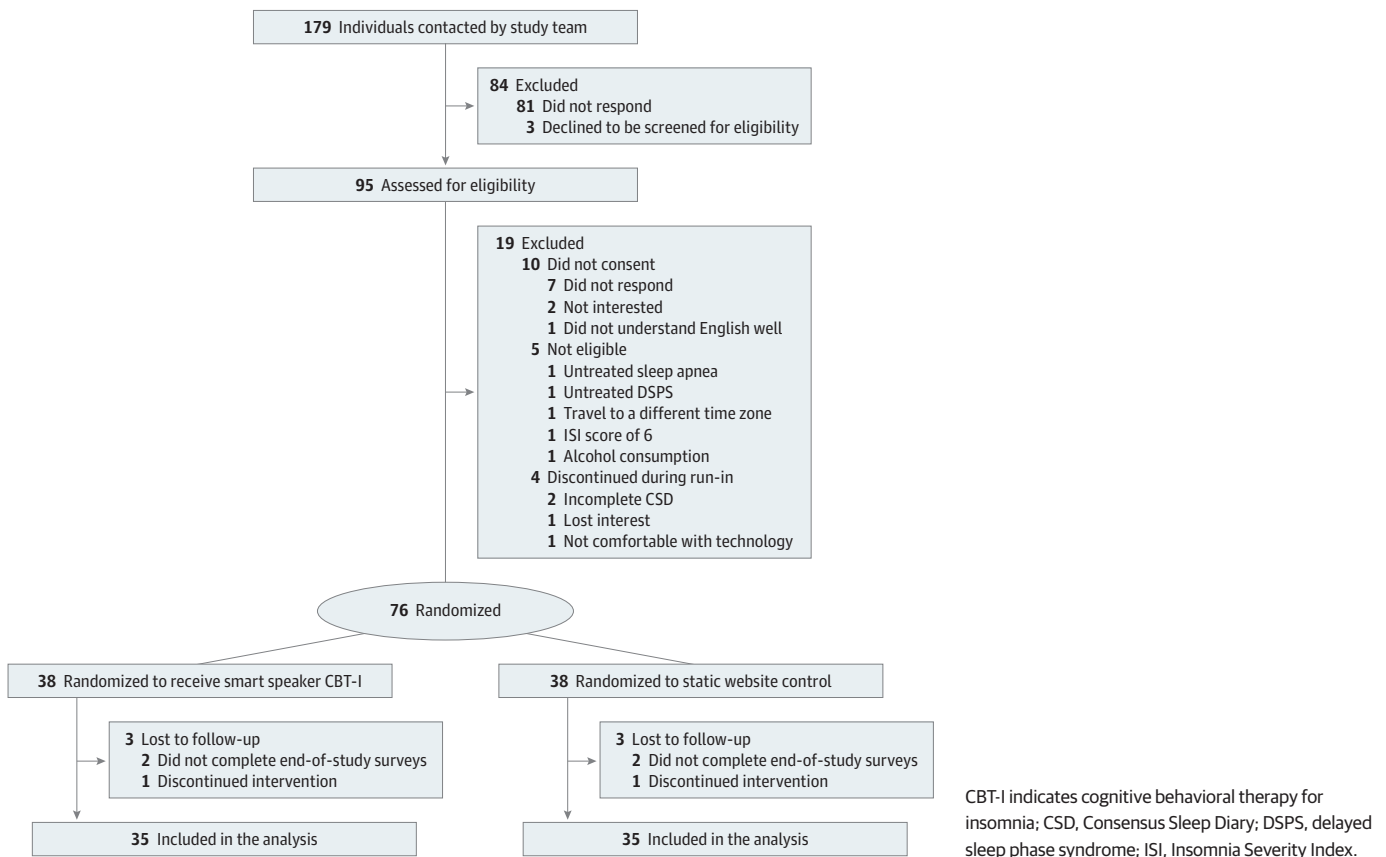 179 Individuals contacted by study team
84 Excluded
81 Did not respond
3 Declined to be screened for eligibility
95 Assessed for eligibility
19 Excluded
10 Did not consent
7 Did not respond
2 Not interested
1 Did not understand English well
5 Not eligible
1 Untreated sleep apnea
1 Untreated DSPS
1 Travel to a different time zone
1 ISI score of 6
1 Alcohol consumption
4 Discontinued during run-in
2 Incomplete CSD
1 Lost interest
1 Not comfortable with technology
76 Randomized
38 Randomized to receive smart speaker CBT-I
3 Lost to follow-up
2 Did not complete end-of-study surveys
1 Discontinued intervention
35 Included in the analysis
38 Randomized to static website control
3 Lost to follow-up
2 Did not complete end-of-study surveys
1 Discontinued intervention
35 Included in the analysis
CBT-I indicates cognitive behavioral therapy for
insomnia; CSD, Consensus Sleep Diary; DSPS, delayed
sleep phase syndrome; ISI, Insomnia Severity Index.